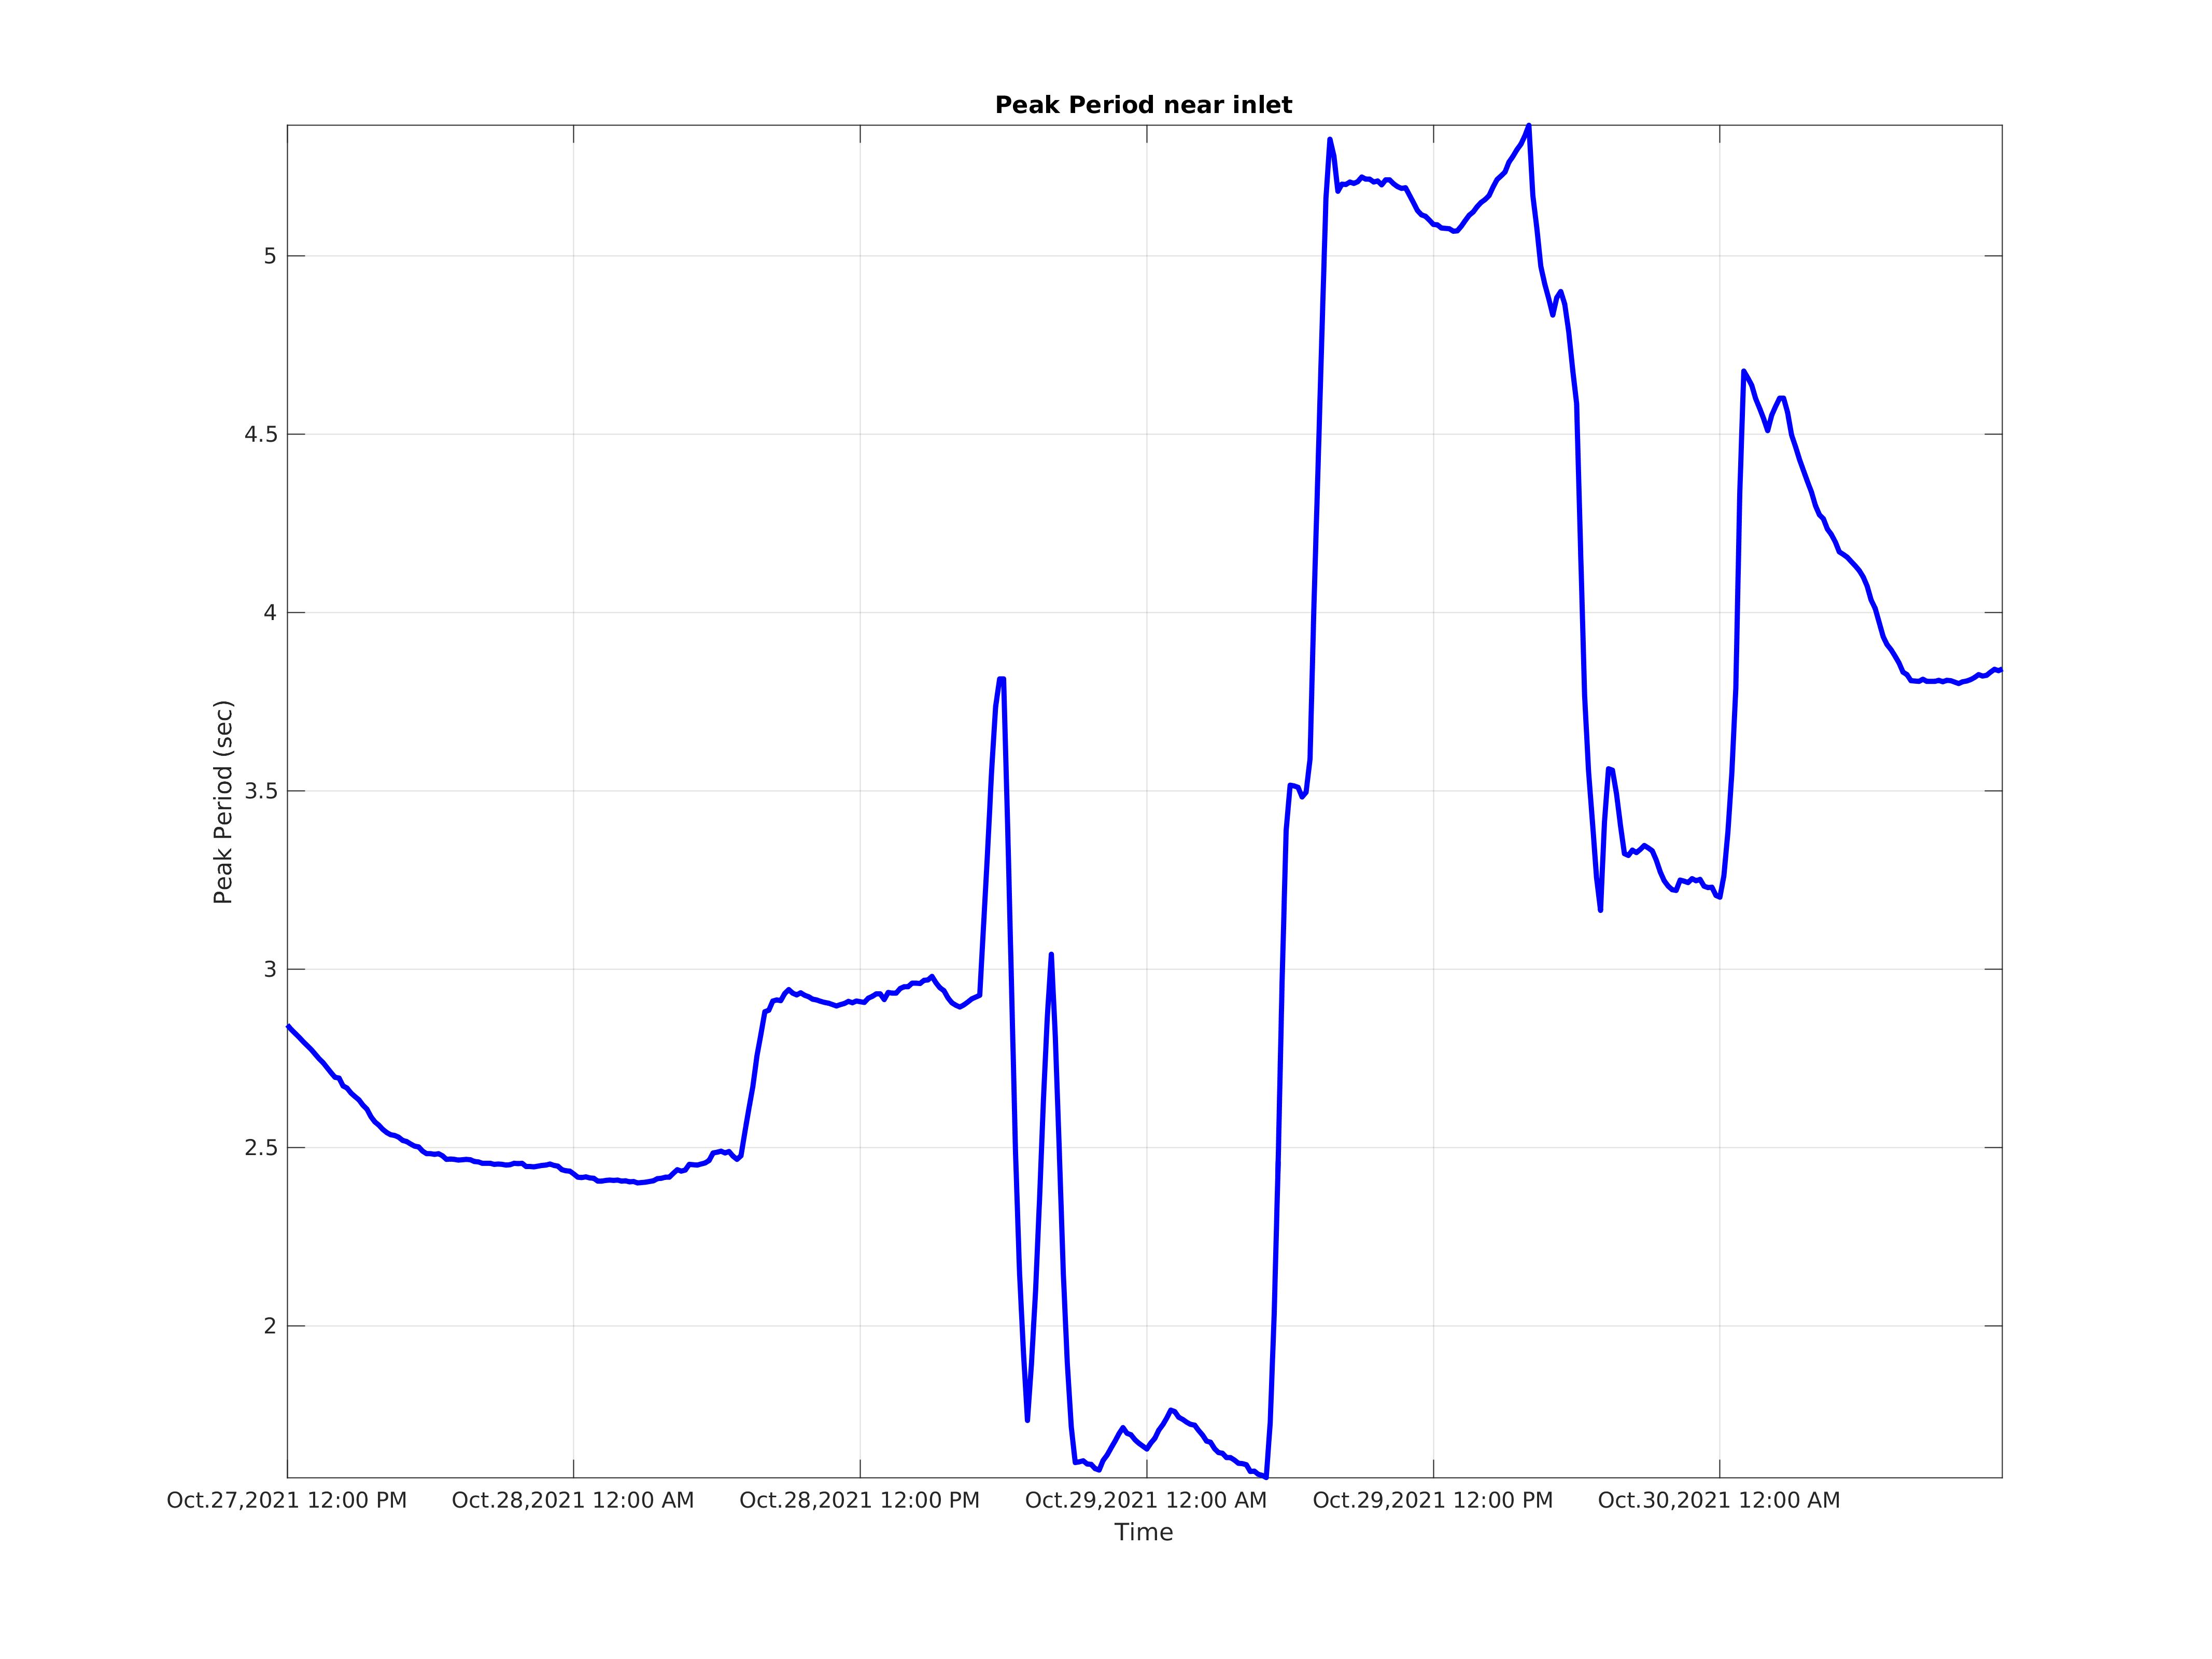 Peak Period near inlet
5
4.5
4
3.5
3
2.5
2
Peak Period (sec)
Oct.27,2021 12:00 PM
Oct.28,2021 12:00 AM
Oct.28,2021 12:00 PM
Oct.29,2021 12:00 AM
Oct.29,2021 12:00 PM
Oct.30,2021 12:00 AM
Time